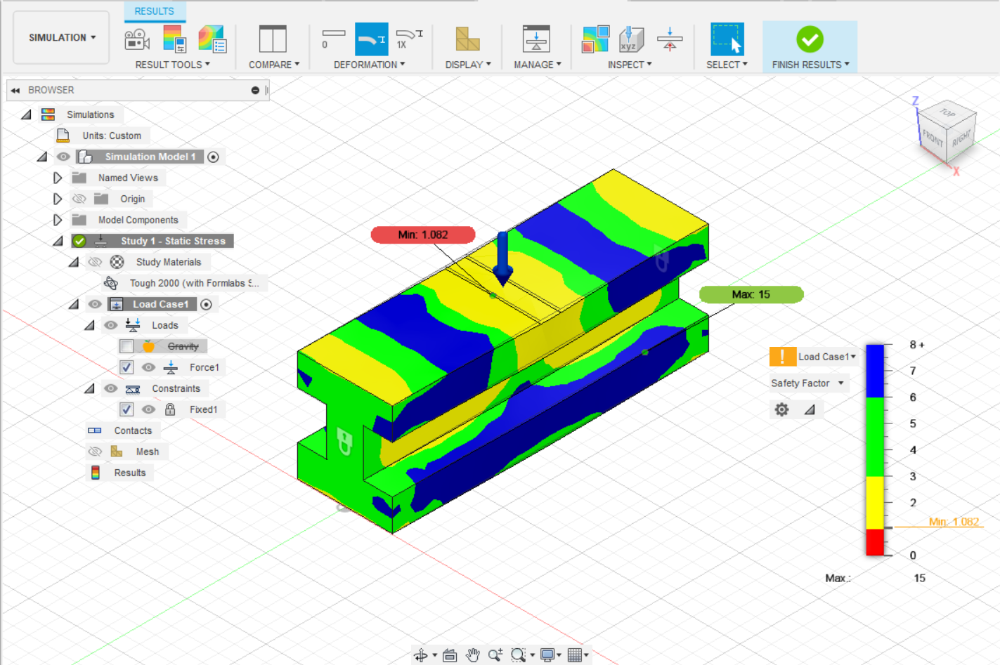 RESULTS
SIMULATION
0
1X
xyz
RESULT TOOLS
COMPARE
DEFORMATION
DISPLAY
MANAGE
INSPECT
SELECT
FINISH RESULTS
BROWSER
Simulations
Units: Custom
Simulation Model 1
Named Views
Origin
Model Components
Study 1 - Static Stress
Study Materials
Tough 2000 (with Formlabs S...
Load Case1
Loads
Gravity
Force1
Constraints
Fixed1
Contacts
Mesh
Results
Z
TOP
FRONT
RIGHT
X
Min: 1.082
Max: 15
Load Case1
Safety Factor
8 +
7
6
5
4
3
2
Min: 1.082
0
Max.: 15